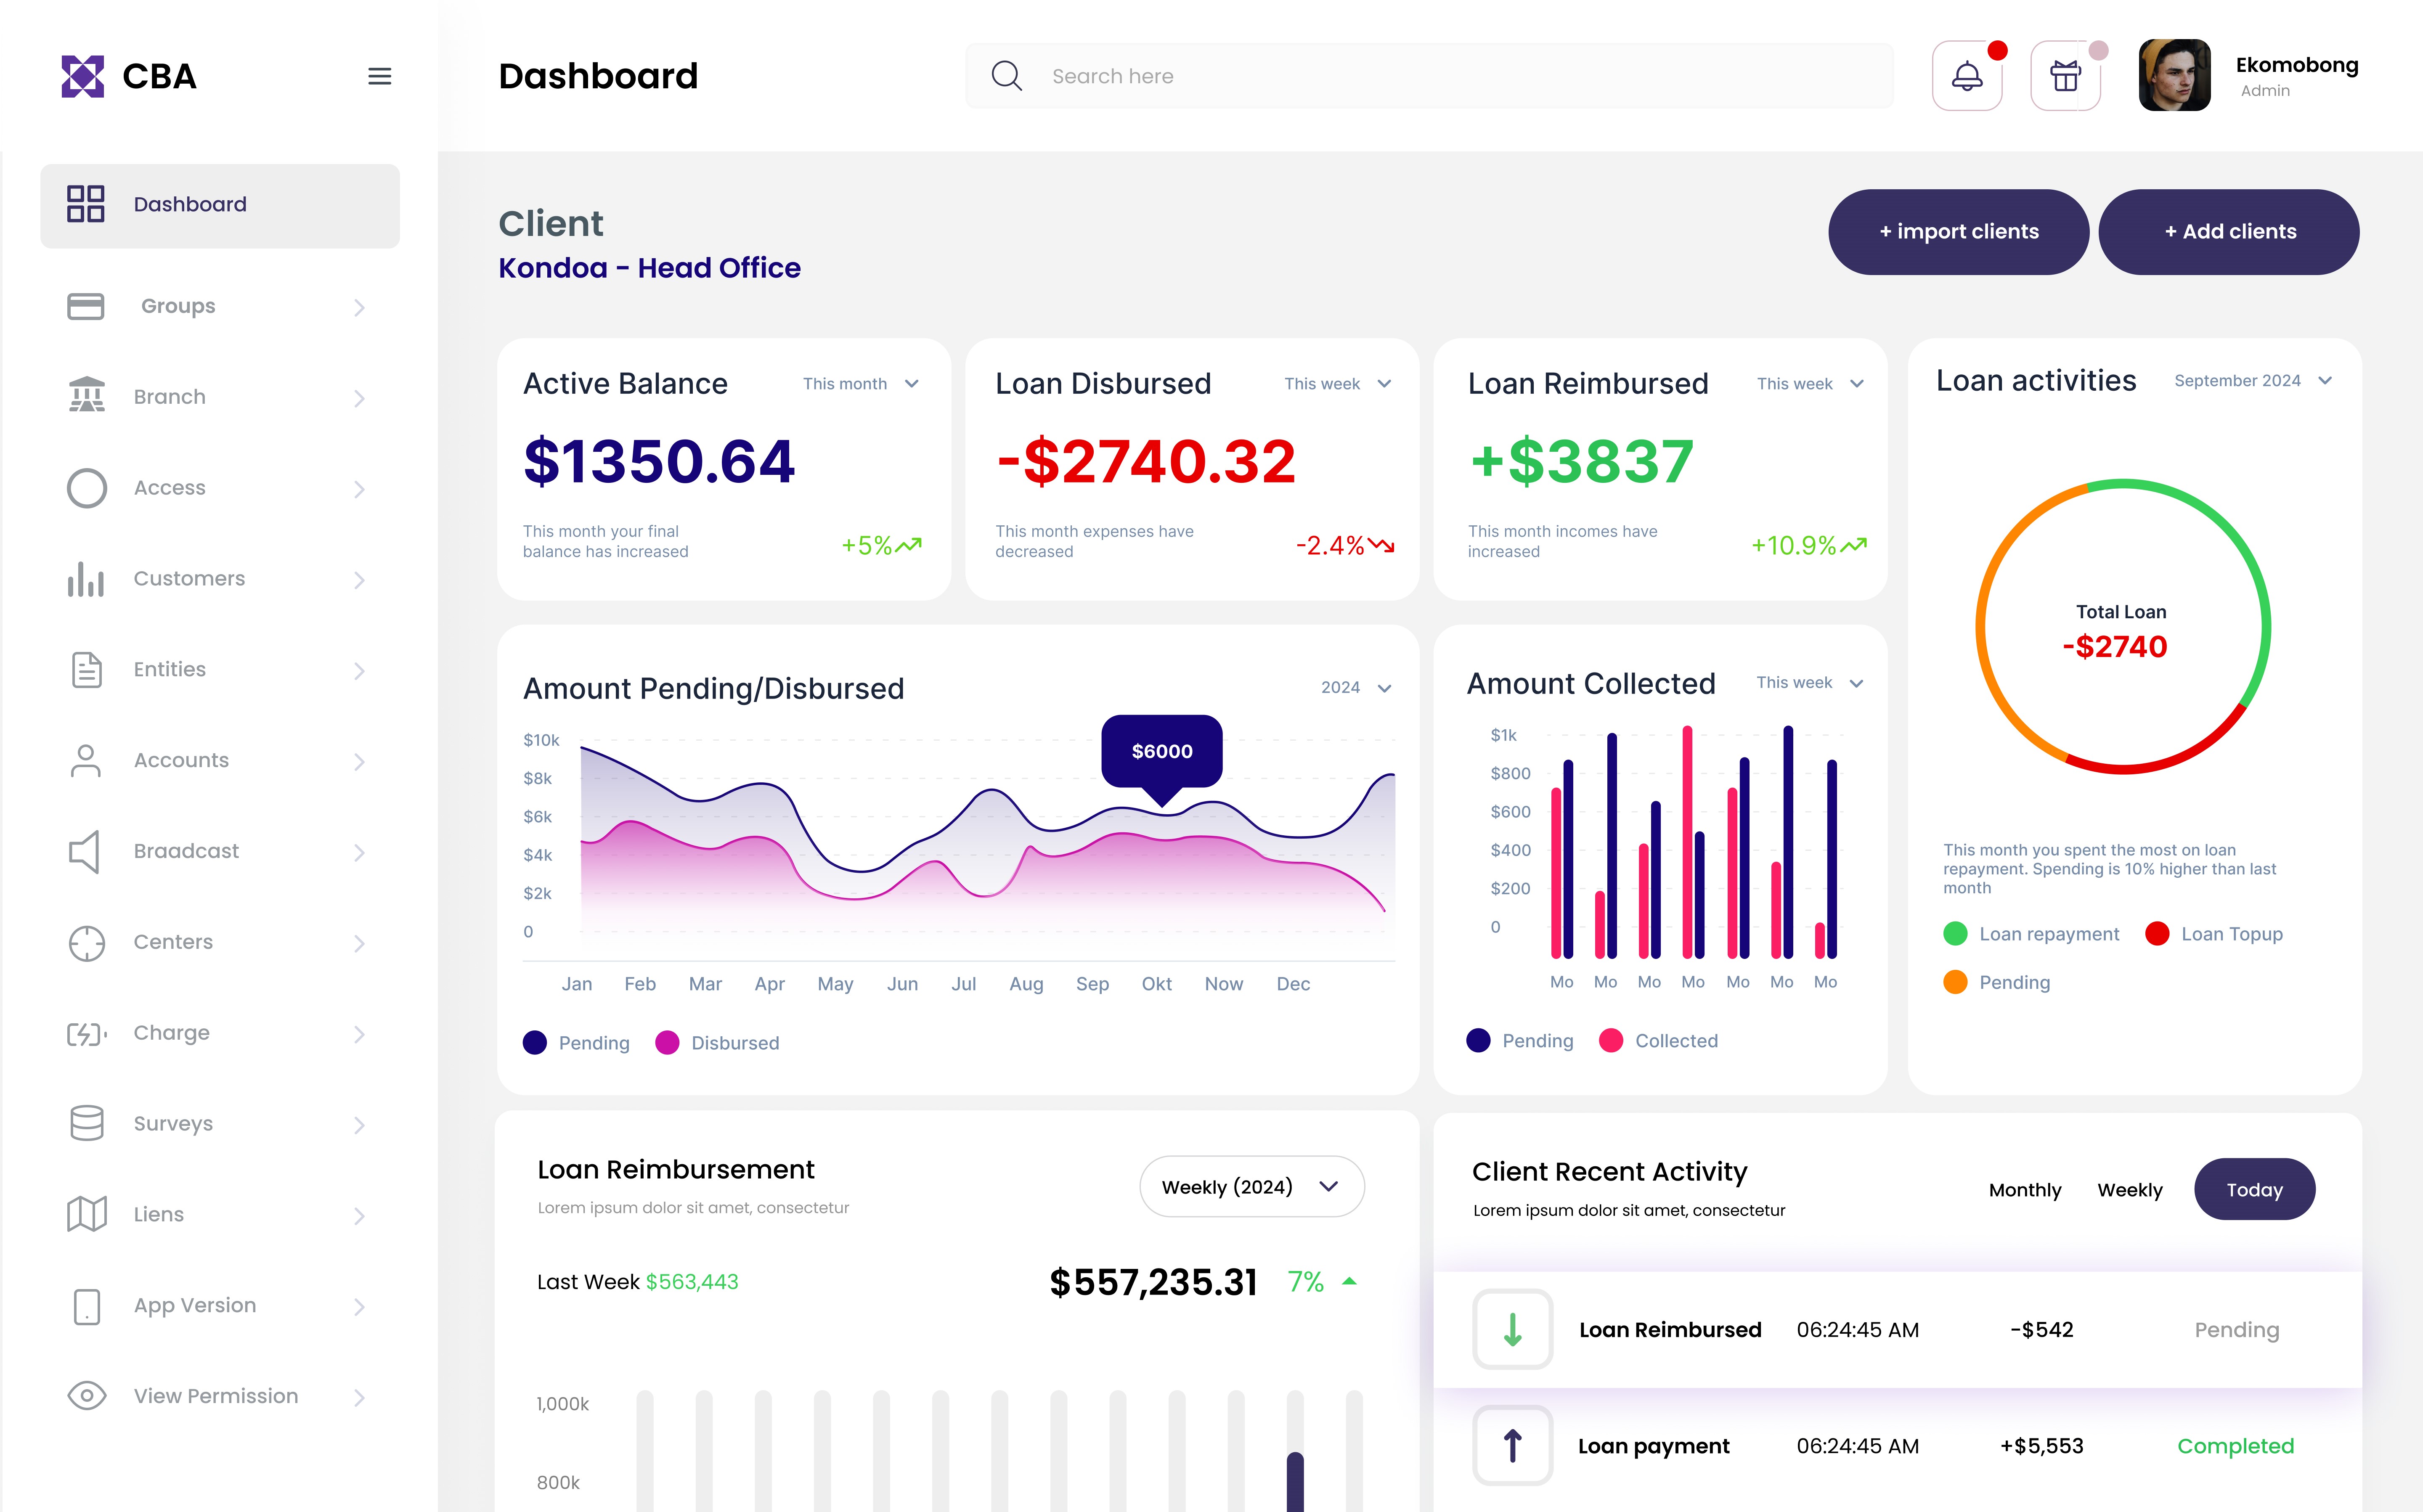 CBA
Dashboard
Search here
Ekomobong
Admin
Dashboard
Groups
Branch
Access
Customers
Entities
Accounts
Braadcast
Centers
Charge
Surveys
Liens
App Version
View Permission
Client
Kondoa - Head Office
+ import clients
+ Add clients
Active Balance
This month
$1350.64
This month your final
balance has increased
+5%
Loan Disbursed
This week
-$2740.32
This month expenses have
decreased
-2.4%
Loan Reimbursed
This week
+$3837
This month incomes have
increased
+10.9%
Loan activities
September 2024
Total Loan
-$2740
This month you spent the most on loan
repayment. Spending is 10% higher than last
month
Loan repayment
Loan Topup
Pending
Amount Pending/Disbursed
2024
$10k
$8k
$6k
$4k
$2k
0
$6000
Jan Feb Mar Apr May Jun Jul Aug Sep Okt Now Dec
Pending
Disbursed
Amount Collected
This week
$1k
$800
$600
$400
$200
0
Mo Mo Mo Mo Mo Mo Mo
Pending
Collected
Loan Reimbursement
Lorem ipsum dolor sit amet, consectetur
Weekly (2024)
Last Week $563,443
$557,235.31
7%
1,000k
800k
Client Recent Activity
Lorem ipsum dolor sit amet, consectetur
Monthly
Weekly
Today
Loan Reimbursed 06:24:45 AM -$542 Pending
Loan payment 06:24:45 AM +$5,553 Completed